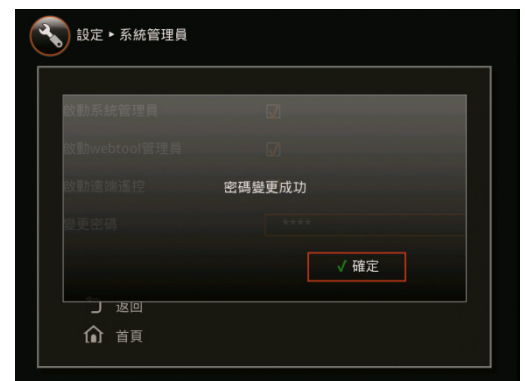 設定 ▸ 系統管理員
啟動系統管理員
啟動webtool管理員
啟動遠端遙控
密碼變更成功
變更密碼 ****
√ 確定
返回
首頁